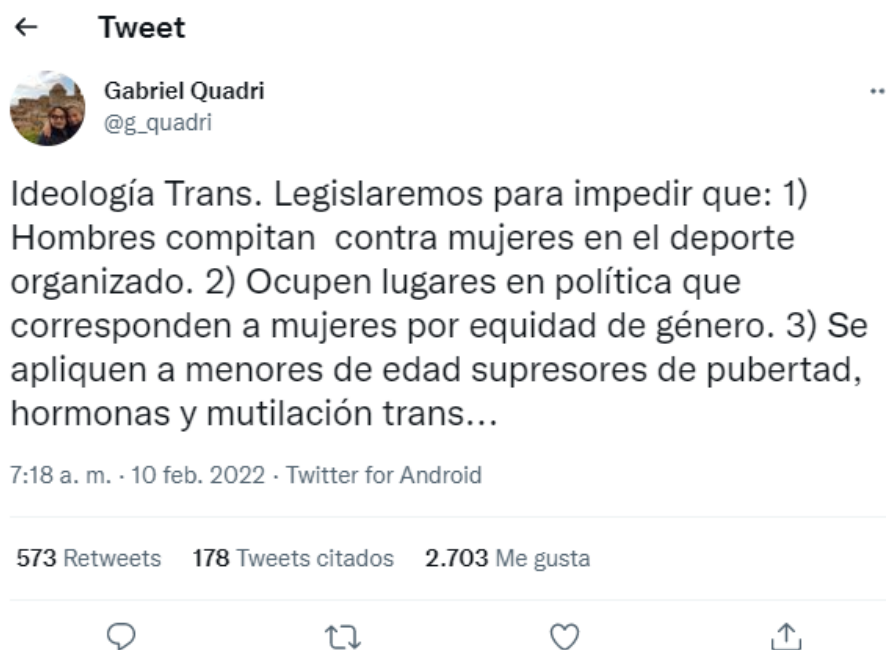 Tweet
Gabriel Quadri
@g_quadri
Ideología Trans. Legislaremos para impedir que: 1)
Hombres compitan  contra mujeres en el deporte
organizado. 2) Ocupen lugares en política que
corresponden a mujeres por equidad de género. 3) Se
apliquen a menores de edad supresores de pubertad,
hormonas y mutilación trans...
7:18 a. m. · 10 feb. 2022 · Twitter for Android
573 Retweets 178 Tweets citados 2.703 Me gusta